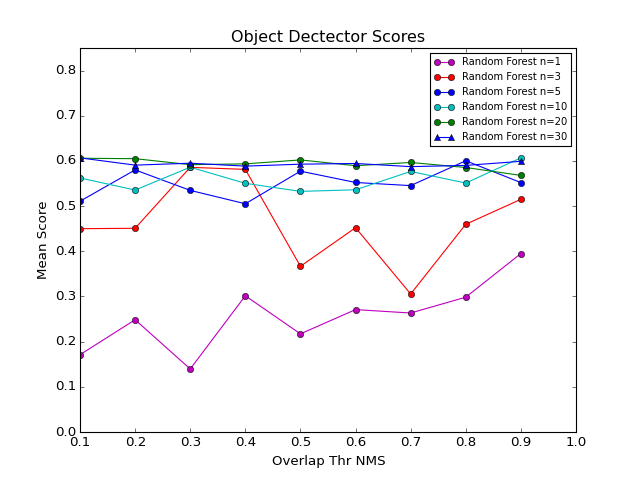 Object Dectector Scores
Random Forest n=1
Random Forest n=3
Random Forest n=5
Random Forest n=10
Random Forest n=20
Random Forest n=30
Mean Score
0.8
0.7
0.6
0.5
0.4
0.3
0.2
0.1
0.0
0.1 0.2 0.3 0.4 0.5 0.6 0.7 0.8 0.9 1.0
Overlap Thr NMS